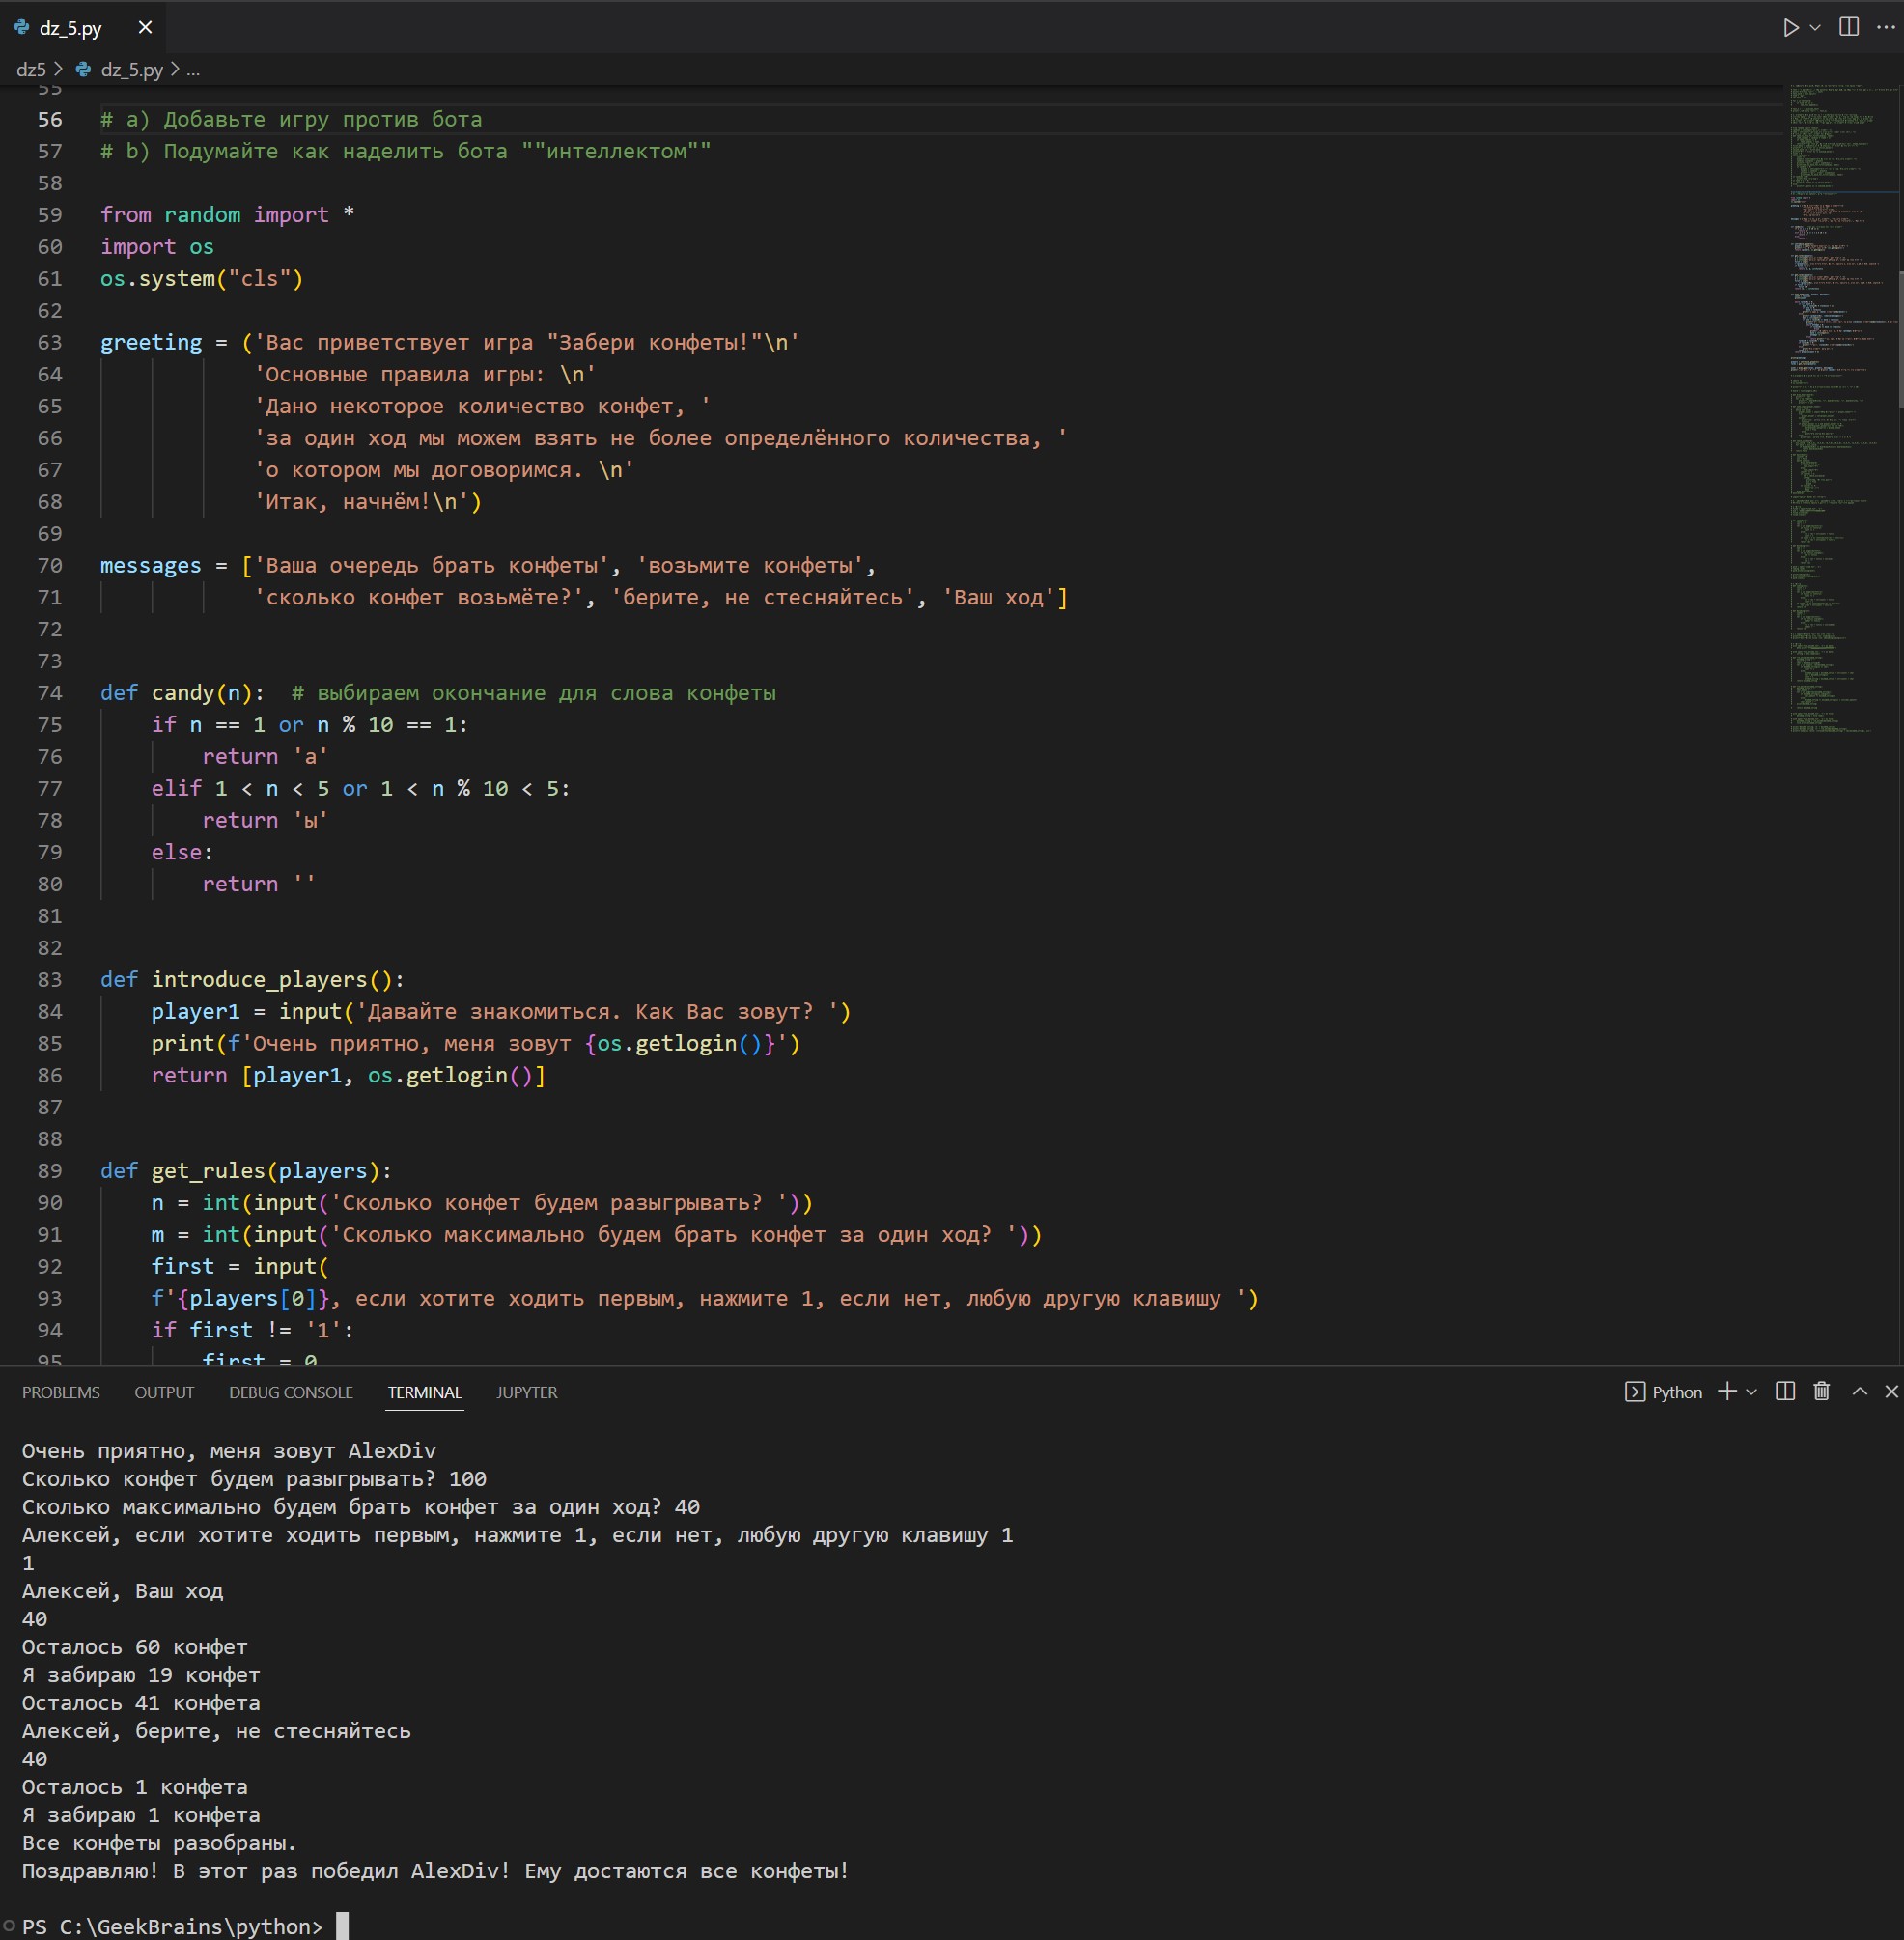 dz_5.py
dz5 > dz_5.py > ...
55
56 # a) Добавьте игру против бота
57 # b) Подумайте как наделить бота ""интеллектом""
58
59 from random import *
60 import os
61 os.system("cls")
62
63 greeting = ('Вас приветствует игра "Забери конфеты!"\n'
64 'Основные правила игры: \n'
65 'Дано некоторое количество конфет, '
66 'за один ход мы можем взять не более определённого количества, '
67 'о котором мы договоримся. \n'
68 'Итак, начнём!\n')
69
70 messages = ['Ваша очередь брать конфеты', 'возьмите конфеты',
71 'сколько конфет возьмёте?', 'берите, не стесняйтесь', 'Ваш ход']
72
73
74 def candy(n):  # выбираем окончание для слова конфеты
75 if n == 1 or n % 10 == 1:
76 return 'а'
77 elif 1 < n < 5 or 1 < n % 10 < 5:
78 return 'ы'
79 else:
80 return ''
81
82
83 def introduce_players():
84 player1 = input('Давайте знакомиться. Как Вас зовут? ')
85 print(f'Очень приятно, меня зовут {os.getlogin()}')
86 return [player1, os.getlogin()]
87
88
89 def get_rules(players):
90 n = int(input('Сколько конфет будем разыгрывать? '))
91 m = int(input('Сколько максимально будем брать конфет за один ход? '))
92 first = input(
93 f'{players[0]}, если хотите ходить первым, нажмите 1, если нет, любую другую клавишу ')
94 if first != '1':
95 first = 0
PROBLEMS OUTPUT DEBUG CONSOLE TERMINAL JUPYTER Python
Очень приятно, меня зовут AlexDiv
Сколько конфет будем разыгрывать? 100
Сколько максимально будем брать конфет за один ход? 40
Алексей, если хотите ходить первым, нажмите 1, если нет, любую другую клавишу 1
1
Алексей, Ваш ход
40
Осталось 60 конфет
Я забираю 19 конфет
Осталось 41 конфета
Алексей, берите, не стесняйтесь
40
Осталось 1 конфета
Я забираю 1 конфета
Все конфеты разобраны.
Поздравляю! В этот раз победил AlexDiv! Ему достаются все конфеты!
PS C:\GeekBrains\python>